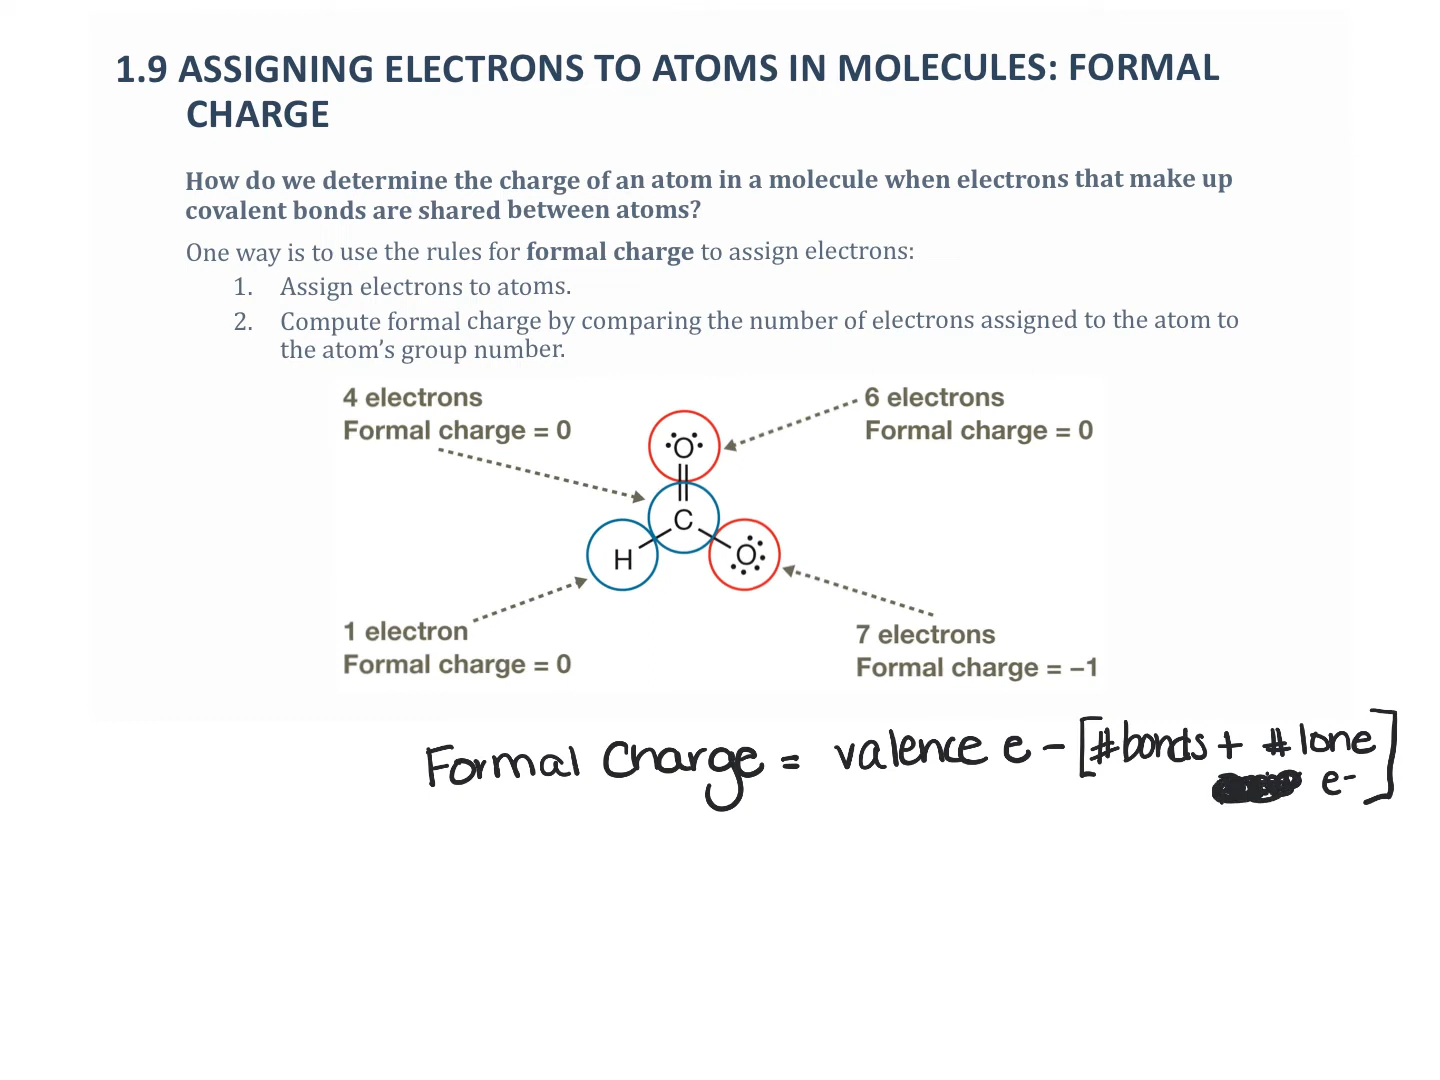 1.9 ASSIGNING ELECTRONS TO ATOMS IN MOLECULES: FORMAL
CHARGE
How do we determine the charge of an atom in a molecule when electrons that make up
covalent bonds are shared between atoms?
One way is to use the rules for formal charge to assign electrons:
1. Assign electrons to atoms.
2. Compute formal charge by comparing the number of electrons assigned to the atom to
the atom's group number.
4 electrons
Formal charge = 0
6 electrons
Formal charge = 0
O
C
H
O
1 electron
Formal charge = 0
7 electrons
Formal charge = −1
Formal Charge = valence e - [#bonds + #lone
e-]